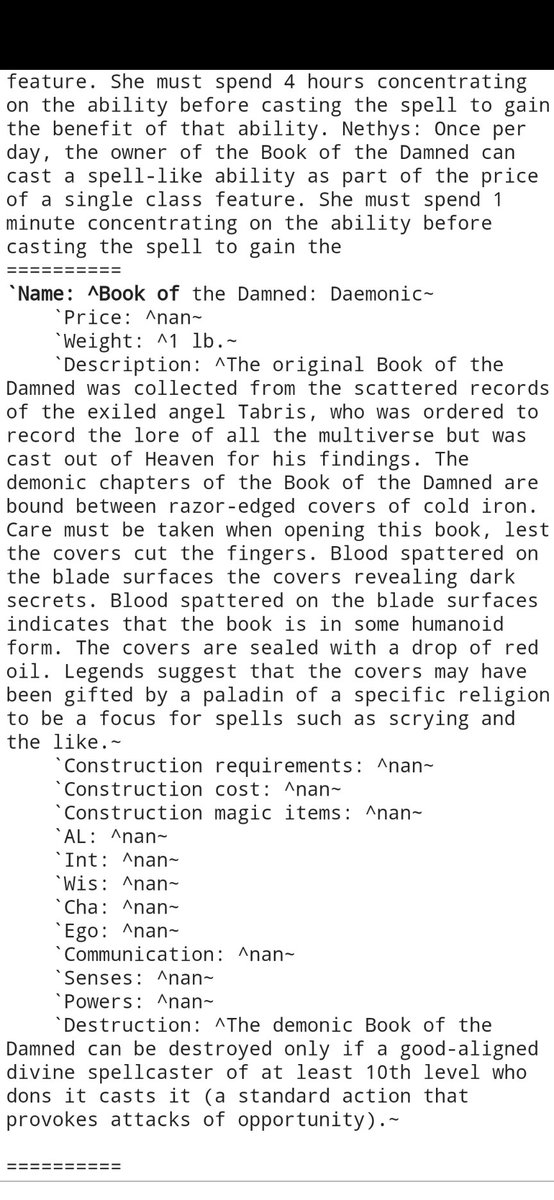 feature. She must spend 4 hours concentrating
on the ability before casting the spell to gain
the benefit of that ability. Nethys: Once per
day, the owner of the Book of the Damned can
cast a spell-like ability as part of the price
of a single class feature. She must spend 1
minute concentrating on the ability before
casting the spell to gain the
==========
`Name: ^Book of the Damned: Daemonic~
`Price: ^nan~
`Weight: ^1 lb.~
`Description: ^The original Book of the
Damned was collected from the scattered records
of the exiled angel Tabris, who was ordered to
record the lore of all the multiverse but was
cast out of Heaven for his findings. The
demonic chapters of the Book of the Damned are
bound between razor-edged covers of cold iron.
Care must be taken when opening this book, lest
the covers cut the fingers. Blood spattered on
the blade surfaces the covers revealing dark
secrets. Blood spattered on the blade surfaces
indicates that the book is in some humanoid
form. The covers are sealed with a drop of red
oil. Legends suggest that the covers may have
been gifted by a paladin of a specific religion
to be a focus for spells such as scrying and
the like.~
`Construction requirements: ^nan~
`Construction cost: ^nan~
`Construction magic items: ^nan~
`AL: ^nan~
`Int: ^nan~
`Wis: ^nan~
`Cha: ^nan~
`Ego: ^nan~
`Communication: ^nan~
`Senses: ^nan~
`Powers: ^nan~
`Destruction: ^The demonic Book of the
Damned can be destroyed only if a good-aligned
divine spellcaster of at least 10th level who
dons it casts it (a standard action that
provokes attacks of opportunity).~
==========